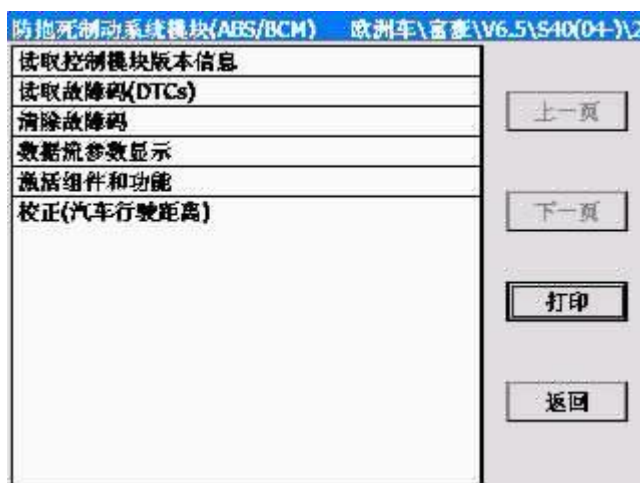 防抱死制动系统模块(ABS/BCM) 欧洲车\富豪\V6.5\S40(04-)\2
读取控制模块版本信息
读取故障码(DTCs)
清除故障码
数据流参数显示
激活组件和功能
校正(汽车行驶距离)
上一页
下一页
打印
返回